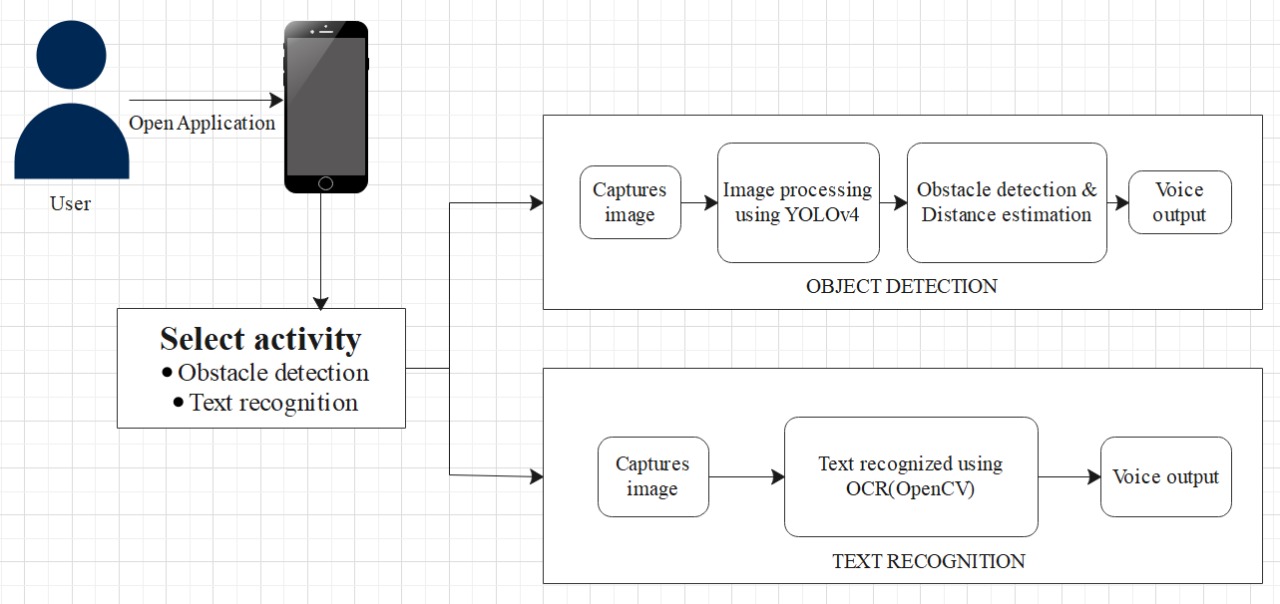 Open Application
User
Select activity
• Obstacle detection
• Text recognition
Captures
image
Image processing
using YOLOv4
Obstacle detection &
Distance estimation
Voice
output
OBJECT DETECTION
Captures
image
Text recognized using
OCR(OpenCV)
Voice output
TEXT RECOGNITION